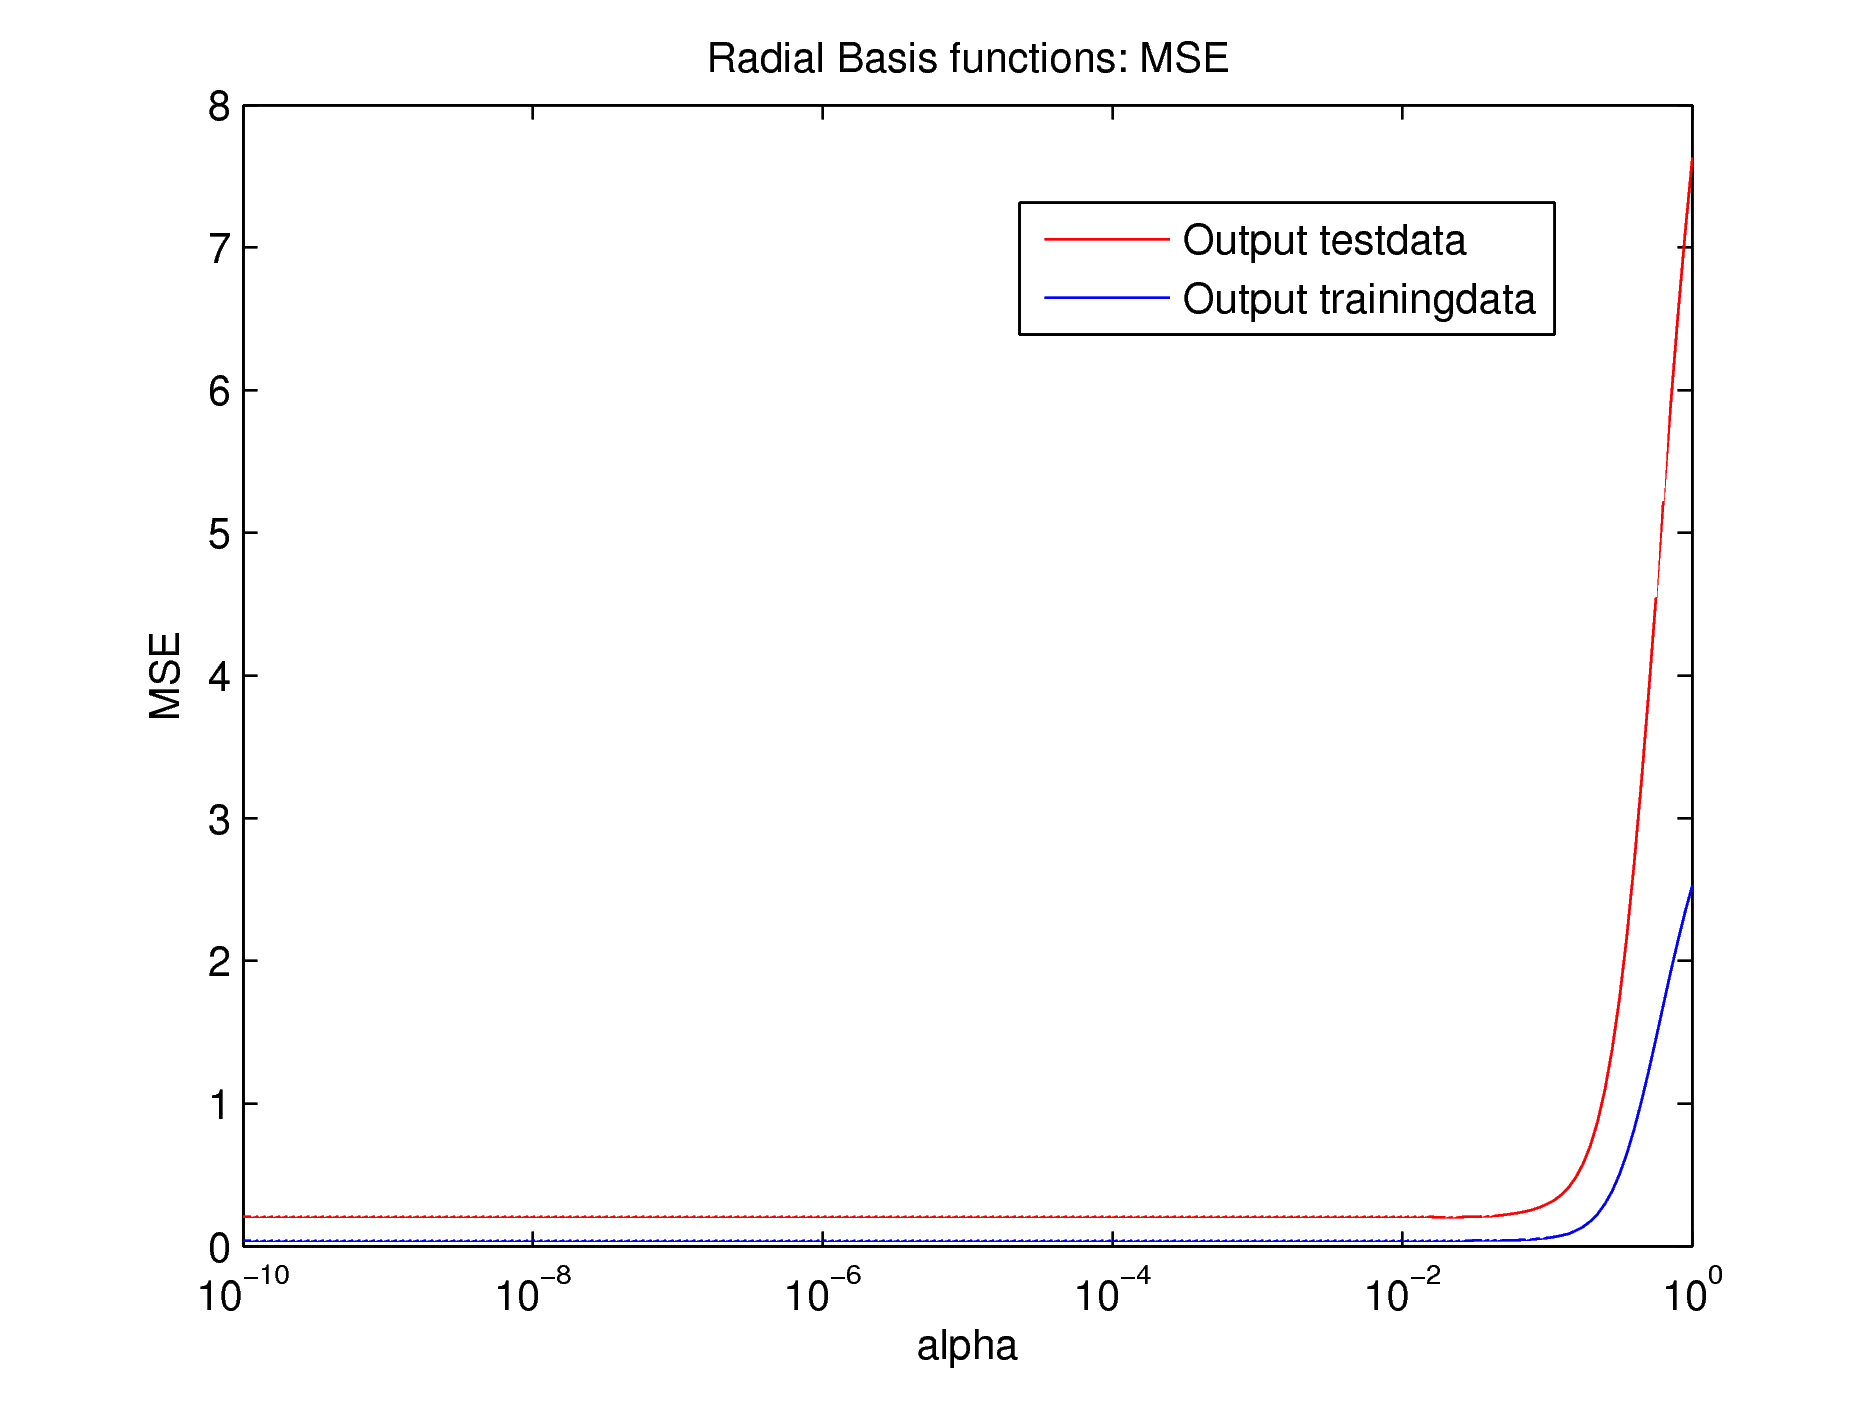 Radial Basis functions: MSE
8
7
6
5
4
3
2
1
0
MSE
Output testdata
Output trainingdata
10^−10 10^−8 10^−6 10^−4 10^−2 10^0
alpha